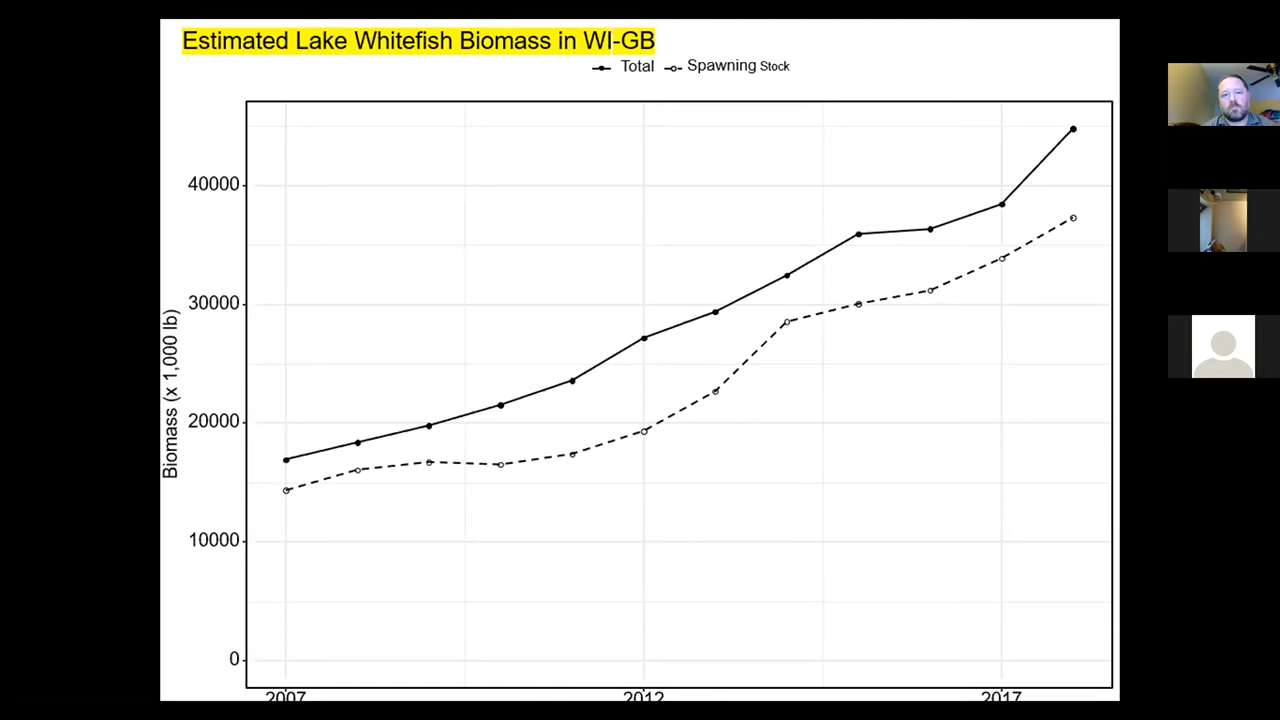 Estimated Lake Whitefish Biomass in WI-GB
Total Spawning Stock
Biomass (x 1,000 lb)
40000
30000
20000
10000
0
2007 2012 2017